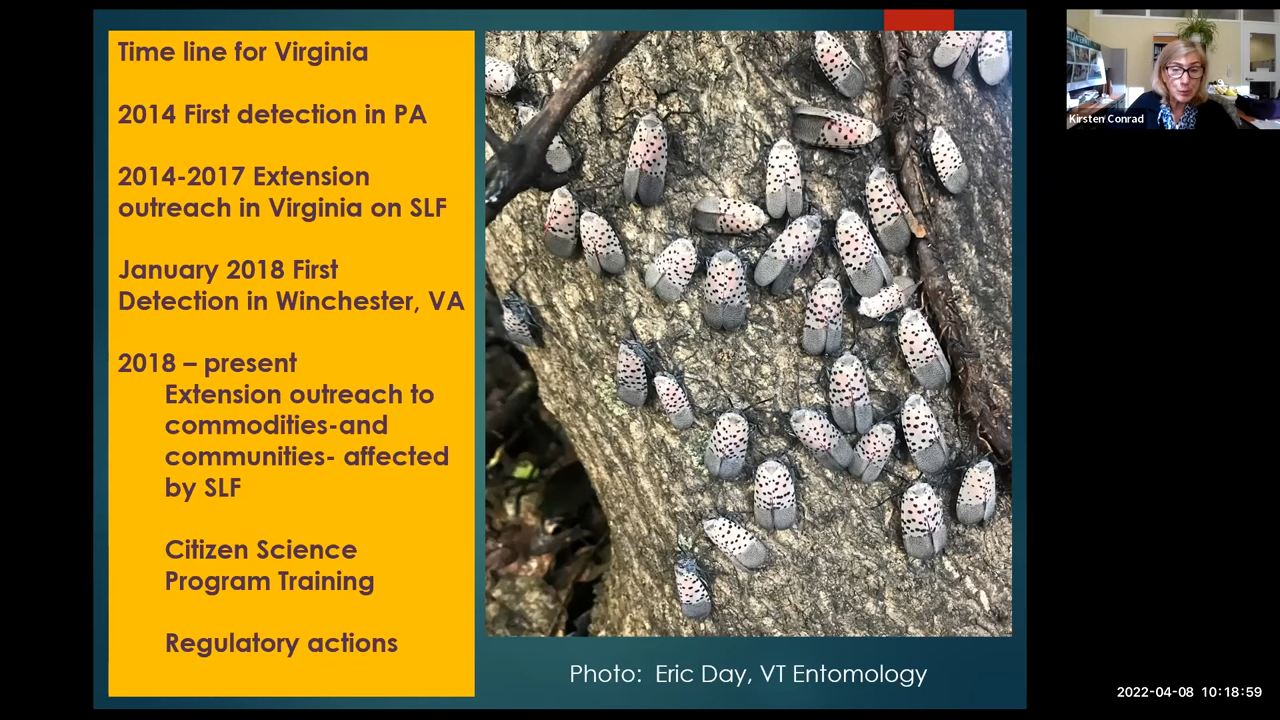 Time line for Virginia
2014 First detection in PA
2014-2017 Extension
outreach in Virginia on SLF
January 2018 First
Detection in Winchester, VA
2018 – present
Extension outreach to
commodities-and
communities- affected
by SLF
Citizen Science
Program Training
Regulatory actions
Photo:  Eric Day, VT Entomology
Kirsten Conrad
2022-04-08 10:18:59